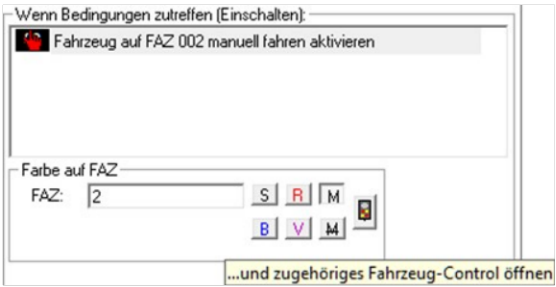 Wenn Bedingungen zutreffen (Einschalten):
Fahrzeug auf FAZ 002 manuell fahren aktivieren
Farbe auf FAZ
FAZ: 2 S R M
B V M
...und zugehöriges Fahrzeug-Control öffnen